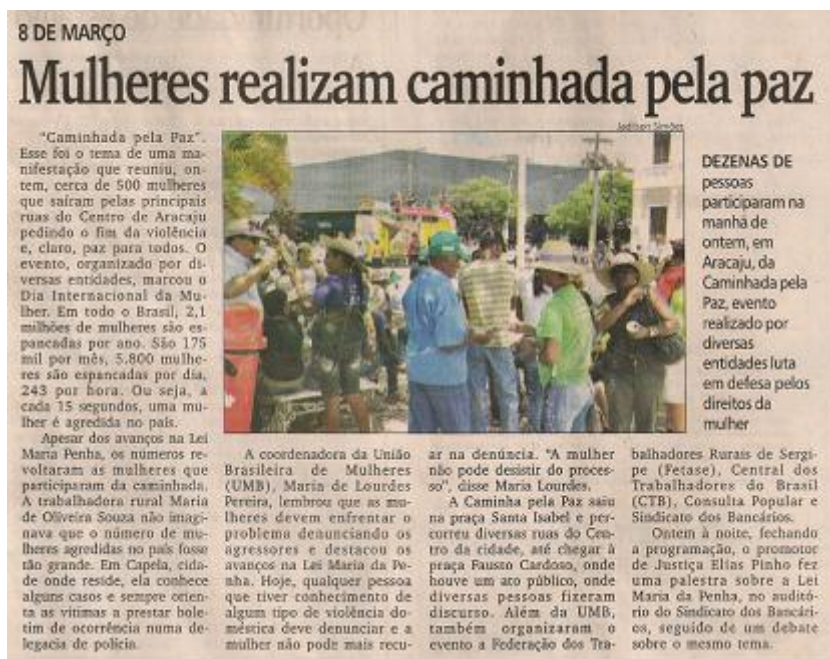 8 DE MARÇO
Mulheres realizam caminhada pela paz
Jadilson Simões
"Caminhada pela Paz".
Esse foi o tema de uma ma-
nifestação que reuniu, on-
tem, cerca de 500 mulheres
que saíram pelas principais
ruas do Centro de Aracaju
pedindo o fim da violência
e, claro, paz para todos. O
evento, organizado por di-
versas entidades, marcou o
Dia Internacional da Mu-
lher. Em todo o Brasil, 2,1
milhões de mulheres são es-
pancadas por ano. São 175
mil por mês, 5.800 mulhe-
res são espancadas por dia,
243 por hora. Ou seja, a
cada 15 segundos, uma mu-
lher é agredida no país.
Apesar dos avanços na Lei
Maria Penha, os números re-
voltaram as mulheres que
participaram da caminhada.
A trabalhadora rural Maria
de Oliveira Souza não imagi-
nava que o número de mu-
lheres agredidas no país fosse
tão grande. Em Capela, cida-
de onde reside, ela conhece
alguns casos e sempre orien-
ta as vítimas a prestar bole-
tim de ocorrência numa de-
legacia de polícia.
A coordenadora da União
Brasileira de Mulheres
(UMB), Maria de Lourdes
Pereira, lembrou que as mu-
lheres devem enfrentar o
problema denunciando os
agressores e destacou os
avanços na Lei Maria da Pe-
nha. Hoje, qualquer pessoa
que tiver conhecimento de
algum tipo de violência do-
méstica deve denunciar e a
mulher não pode mais recu-
ar na denúncia. "A mulher
não pode desistir do proces-
so", disse Maria Lourdes.
A Caminha pela Paz saiu
na praça Santa Isabel e per-
correu diversas ruas do Cen-
tro da cidade, até chegar à
praça Fausto Cardoso, onde
houve um ato público, onde
diversas pessoas fizeram
discurso. Além da UMB,
também organizaram o
evento a Federação dos Tra-
balhadores Rurais de Sergi-
pe (Fetase), Central dos
Trabalhadores do Brasil
(CTB), Consulta Popular e
Sindicato dos Bancários.
Ontem à noite, fechando
a programação, o promotor
de Justiça Elias Pinho fez
uma palestra sobre a Lei
Maria da Penha, no auditó-
rio do Sindicato dos Bancári-
os, seguido de um debate
sobre o mesmo tema.
DEZENAS DE
pessoas
participaram na
manhã de
ontem, em
Aracaju, da
Caminhada pela
Paz, evento
realizado por
diversas
entidades luta
em defesa pelos
direitos da
mulher